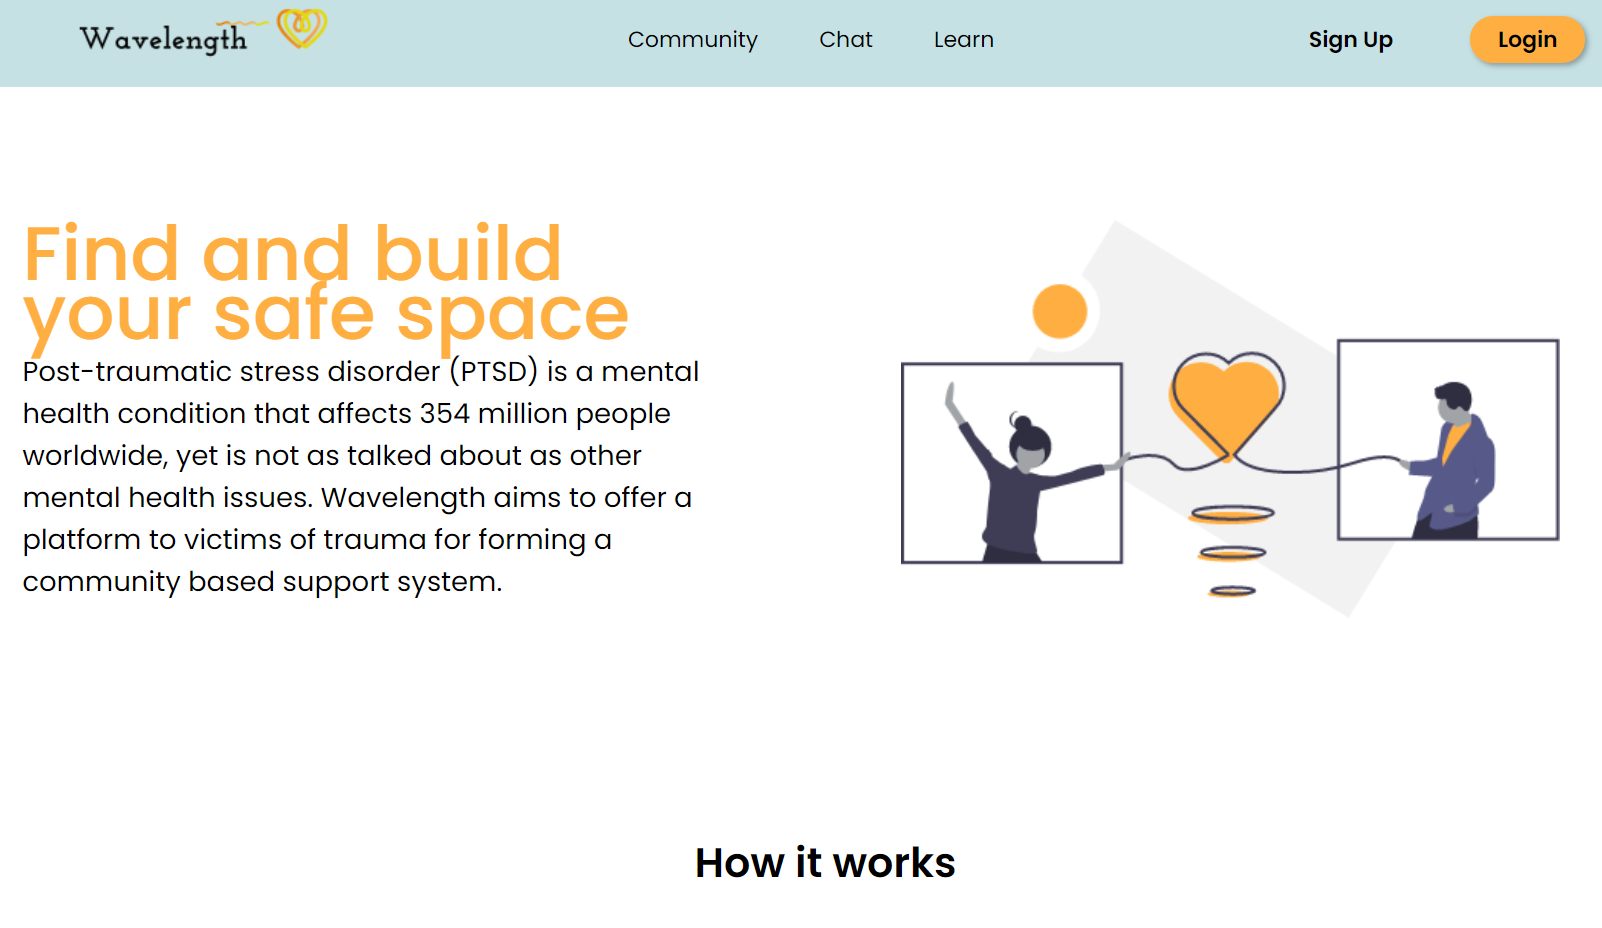 Wavelength
Community
Chat
Learn
Sign Up
Login
Find and build
your safe space
Post-traumatic stress disorder (PTSD) is a mental
health condition that affects 354 million people
worldwide, yet is not as talked about as other
mental health issues. Wavelength aims to offer a
platform to victims of trauma for forming a
community based support system.
How it works